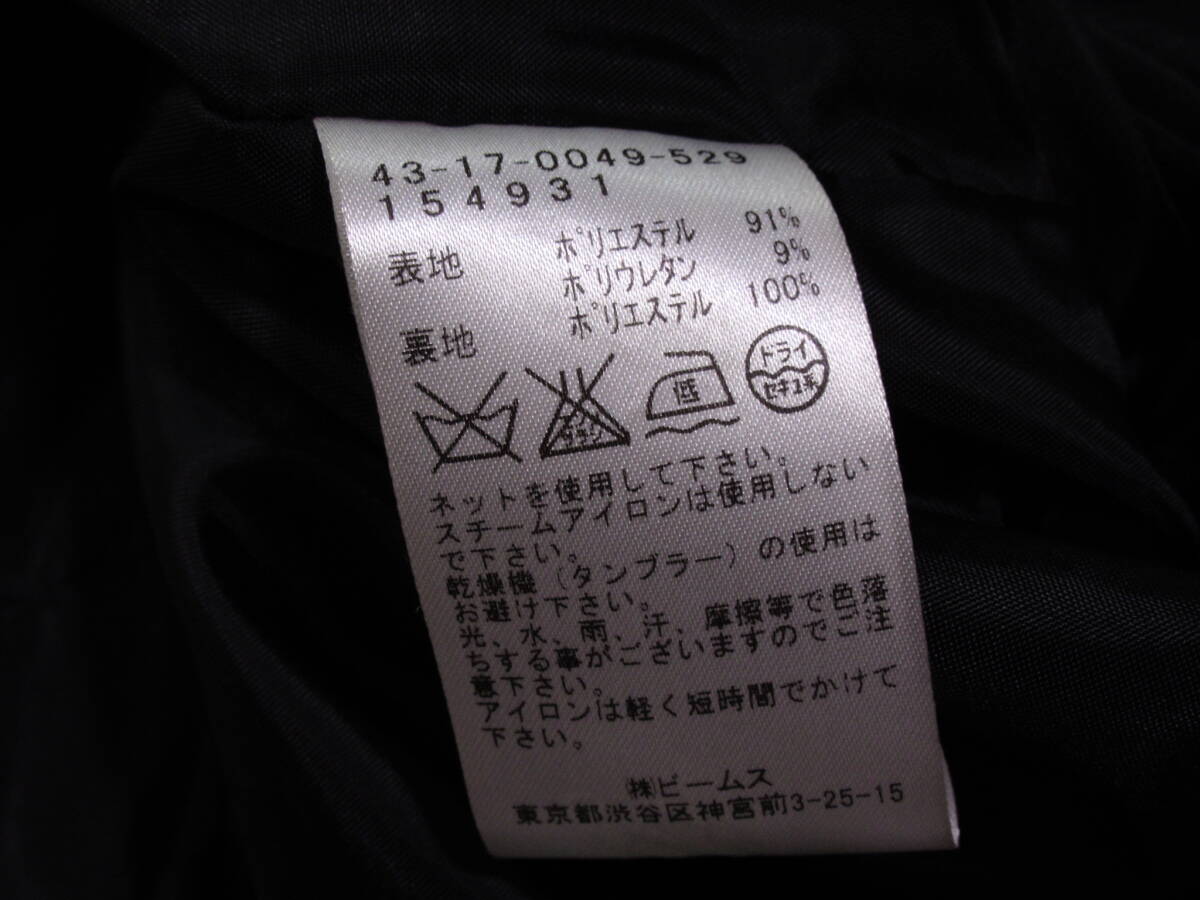 43-17-0049-529
154931
表地 ポリエステル 91%
ポリウレタン 9%
裏地 ポリエステル 100%
エンソサラシ 低 ドライ セキユ系
ネットを使用して下さい。
スチームアイロンは使用しない
で下さい。
乾燥機(タンブラー)の使用は
お避け下さい。
光、水、雨、汗、摩擦等で色落
ちする事がございますのでご注
意下さい。
アイロンは軽く短時間でかけて
下さい。
㈱ビームス
東京都渋谷区神宮前3-25-15